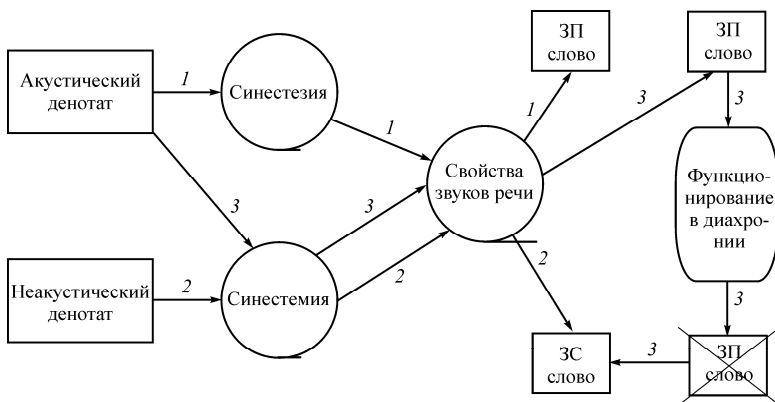 ЗП
слово
ЗП
слово
Акустический
денотат
1
Синестезия
1
1
3
3
Свойства
звуков речи
3
3
Функцио-
нирование
в диахро-
нии
Неакустический
денотат
2
Синестемия
2
2
3
ЗС
слово
3
ЗП
слово